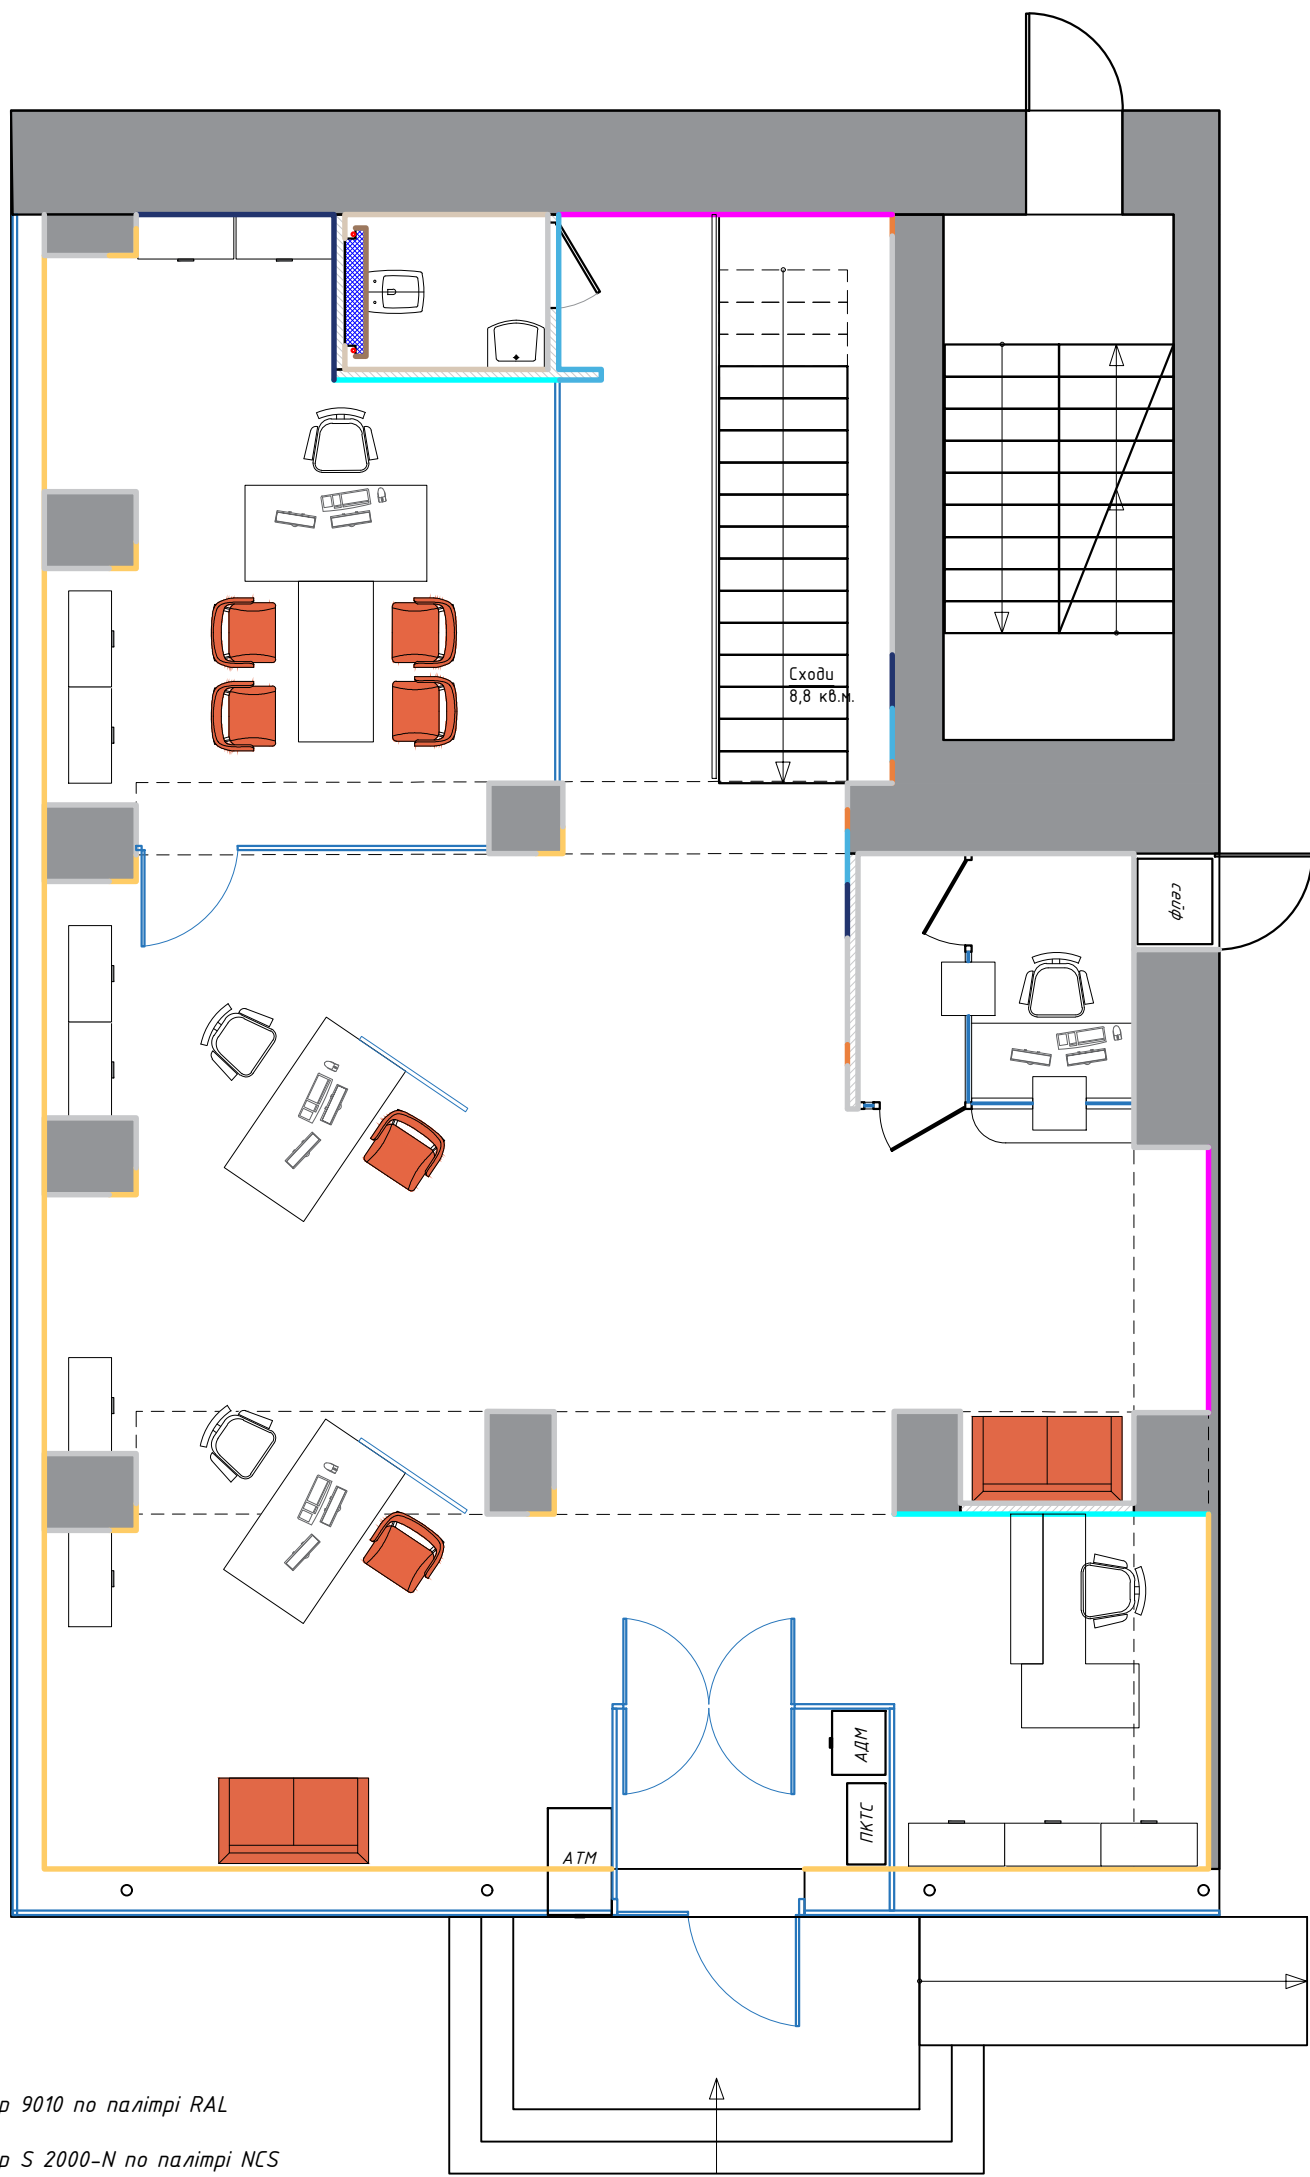 Сходи
8,8 кв.м.
сейф
АДМ
ПКТС
АТМ
р 9010 по палітрі RAL
р S 2000-N по палітрі NCS